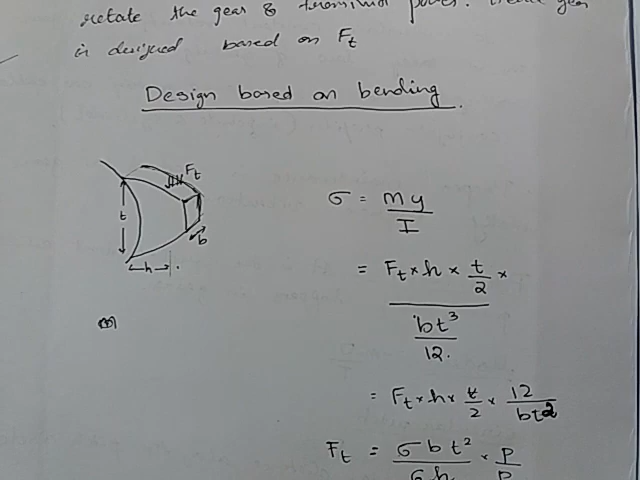 rotate the gear & transmit power. Hence gear
is designed based on Ft
Design based on bending.
Ft
t
b
h
σ = my / I
= Ft × h × t/2 × / bt³/12.
= Ft × h × t/2 × 12/bt2
Ft = σ b t² / 6h × P/P